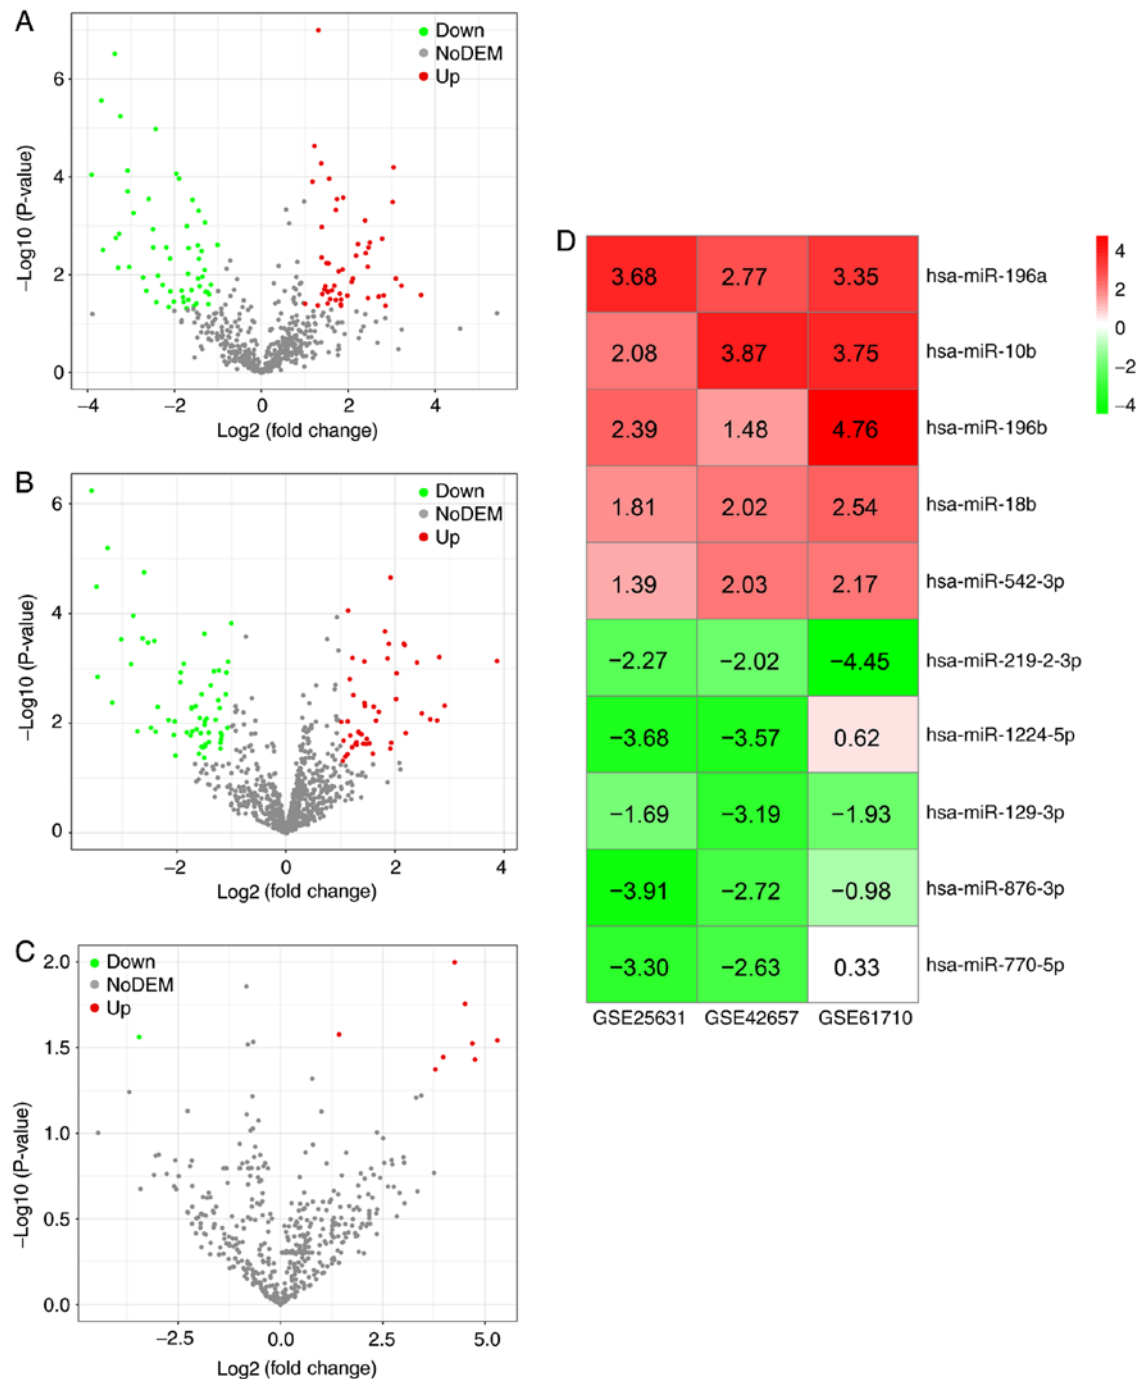 A
Down
NoDEM
Up
6
4
2
0
−4
−2
0
2
4
−Log10 (P-value)
Log2 (fold change)
B
Down
NoDEM
Up
6
4
2
0
−2
0
2
4
−Log10 (P-value)
Log2 (fold change)
C
Down
NoDEM
Up
2.0
1.5
1.0
0.5
0.0
−2.5
0.0
2.5
5.0
−Log10 (P-value)
Log2 (fold change)
D
3.68 2.77 3.35 hsa-miR-196a
2.08 3.87 3.75 hsa-miR-10b
2.39 1.48 4.76 hsa-miR-196b
1.81 2.02 2.54 hsa-miR-18b
1.39 2.03 2.17 hsa-miR-542-3p
−2.27 −2.02 −4.45 hsa-miR-219-2-3p
−3.68 −3.57 0.62 hsa-miR-1224-5p
−1.69 −3.19 −1.93 hsa-miR-129-3p
−3.91 −2.72 −0.98 hsa-miR-876-3p
−3.30 −2.63 0.33 hsa-miR-770-5p
GSE25631 GSE42657 GSE61710
4
2
0
−2
−4